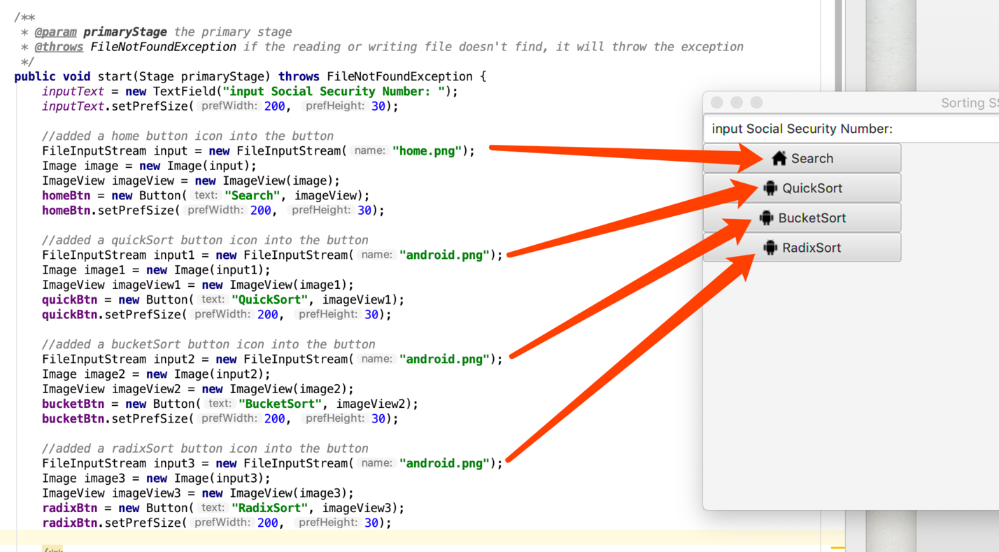 /**
* @param primaryStage the primary stage
* @throws FileNotFoundException if the reading or writing file doesn't find, it will throw the exception
*/
public void start(Stage primaryStage) throws FileNotFoundException {
inputText = new TextField("input Social Security Number: ");
inputText.setPrefSize( prefWidth: 200, prefHeight: 30);
//added a home button icon into the button
FileInputStream input = new FileInputStream( name: "home.png");
Image image = new Image(input);
ImageView imageView = new ImageView(image);
homeBtn = new Button( text: "Search", imageView);
homeBtn.setPrefSize( prefWidth: 200, prefHeight: 30);
//added a quickSort button icon into the button
FileInputStream input1 = new FileInputStream( name: "android.png");
Image image1 = new Image(input1);
ImageView imageView1 = new ImageView(image1);
quickBtn = new Button( text: "QuickSort", imageView1);
quickBtn.setPrefSize( prefWidth: 200, prefHeight: 30);
//added a bucketSort button icon into the button
FileInputStream input2 = new FileInputStream( name: "android.png");
Image image2 = new Image(input2);
ImageView imageView2 = new ImageView(image2);
bucketBtn = new Button( text: "BucketSort", imageView2);
bucketBtn.setPrefSize( prefWidth: 200, prefHeight: 30);
//added a radixSort button icon into the button
FileInputStream input3 = new FileInputStream( name: "android.png");
Image image3 = new Image(input3);
ImageView imageView3 = new ImageView(image3);
radixBtn = new Button( text: "RadixSort", imageView3);
radixBtn.setPrefSize( prefWidth: 200, prefHeight: 30);
Sorting SS
input Social Security Number:
Search
QuickSort
BucketSort
RadixSort